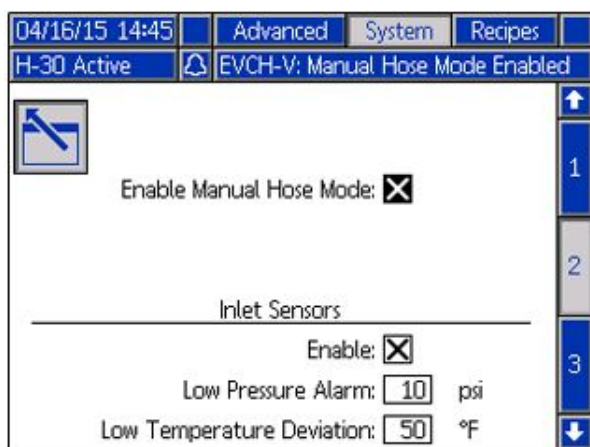 04/16/15 14:45 Advanced System Recipes
H-30 Active EVCH-V: Manual Hose Mode Enabled
1
Enable Manual Hose Mode:
2
Inlet Sensors
Enable:
3
Low Pressure Alarm: 10 psi
Low Temperature Deviation: 50 °F